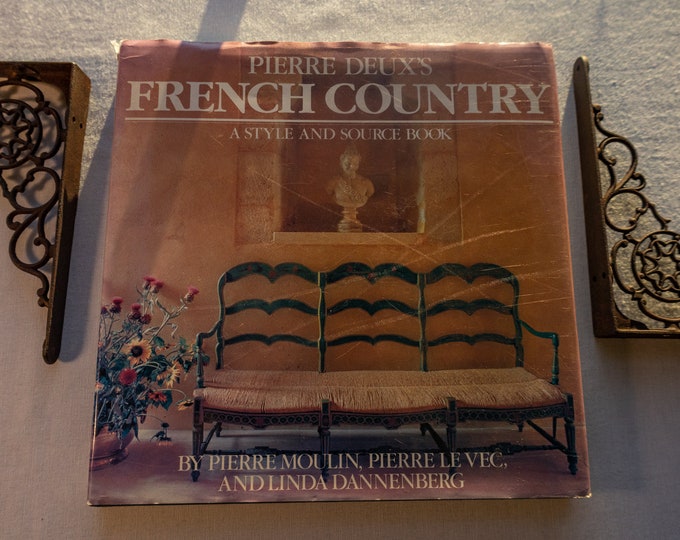 PIERRE DEUX'S
FRENCH COUNTRY
A STYLE AND SOURCE BOOK
BY PIERRE MOULIN, PIERRE LE VEC,
AND LINDA DANNENBERG